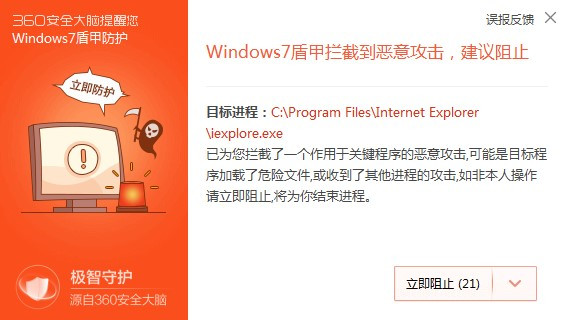 360安全大脑提醒您
Windows7盾甲防护
立即防护
极智守护
源自360安全大脑
误报反馈
Windows7盾甲拦截到恶意攻击，建议阻止
目标进程：C:\Program Files\Internet Explorer
\iexplore.exe
已为您拦截了一个作用于关键程序的恶意攻击,可能是目标程
序加载了危险文件,或收到了其他进程的攻击,如非本人操作
请立即阻止,将为你结束进程。
立即阻止 (21)